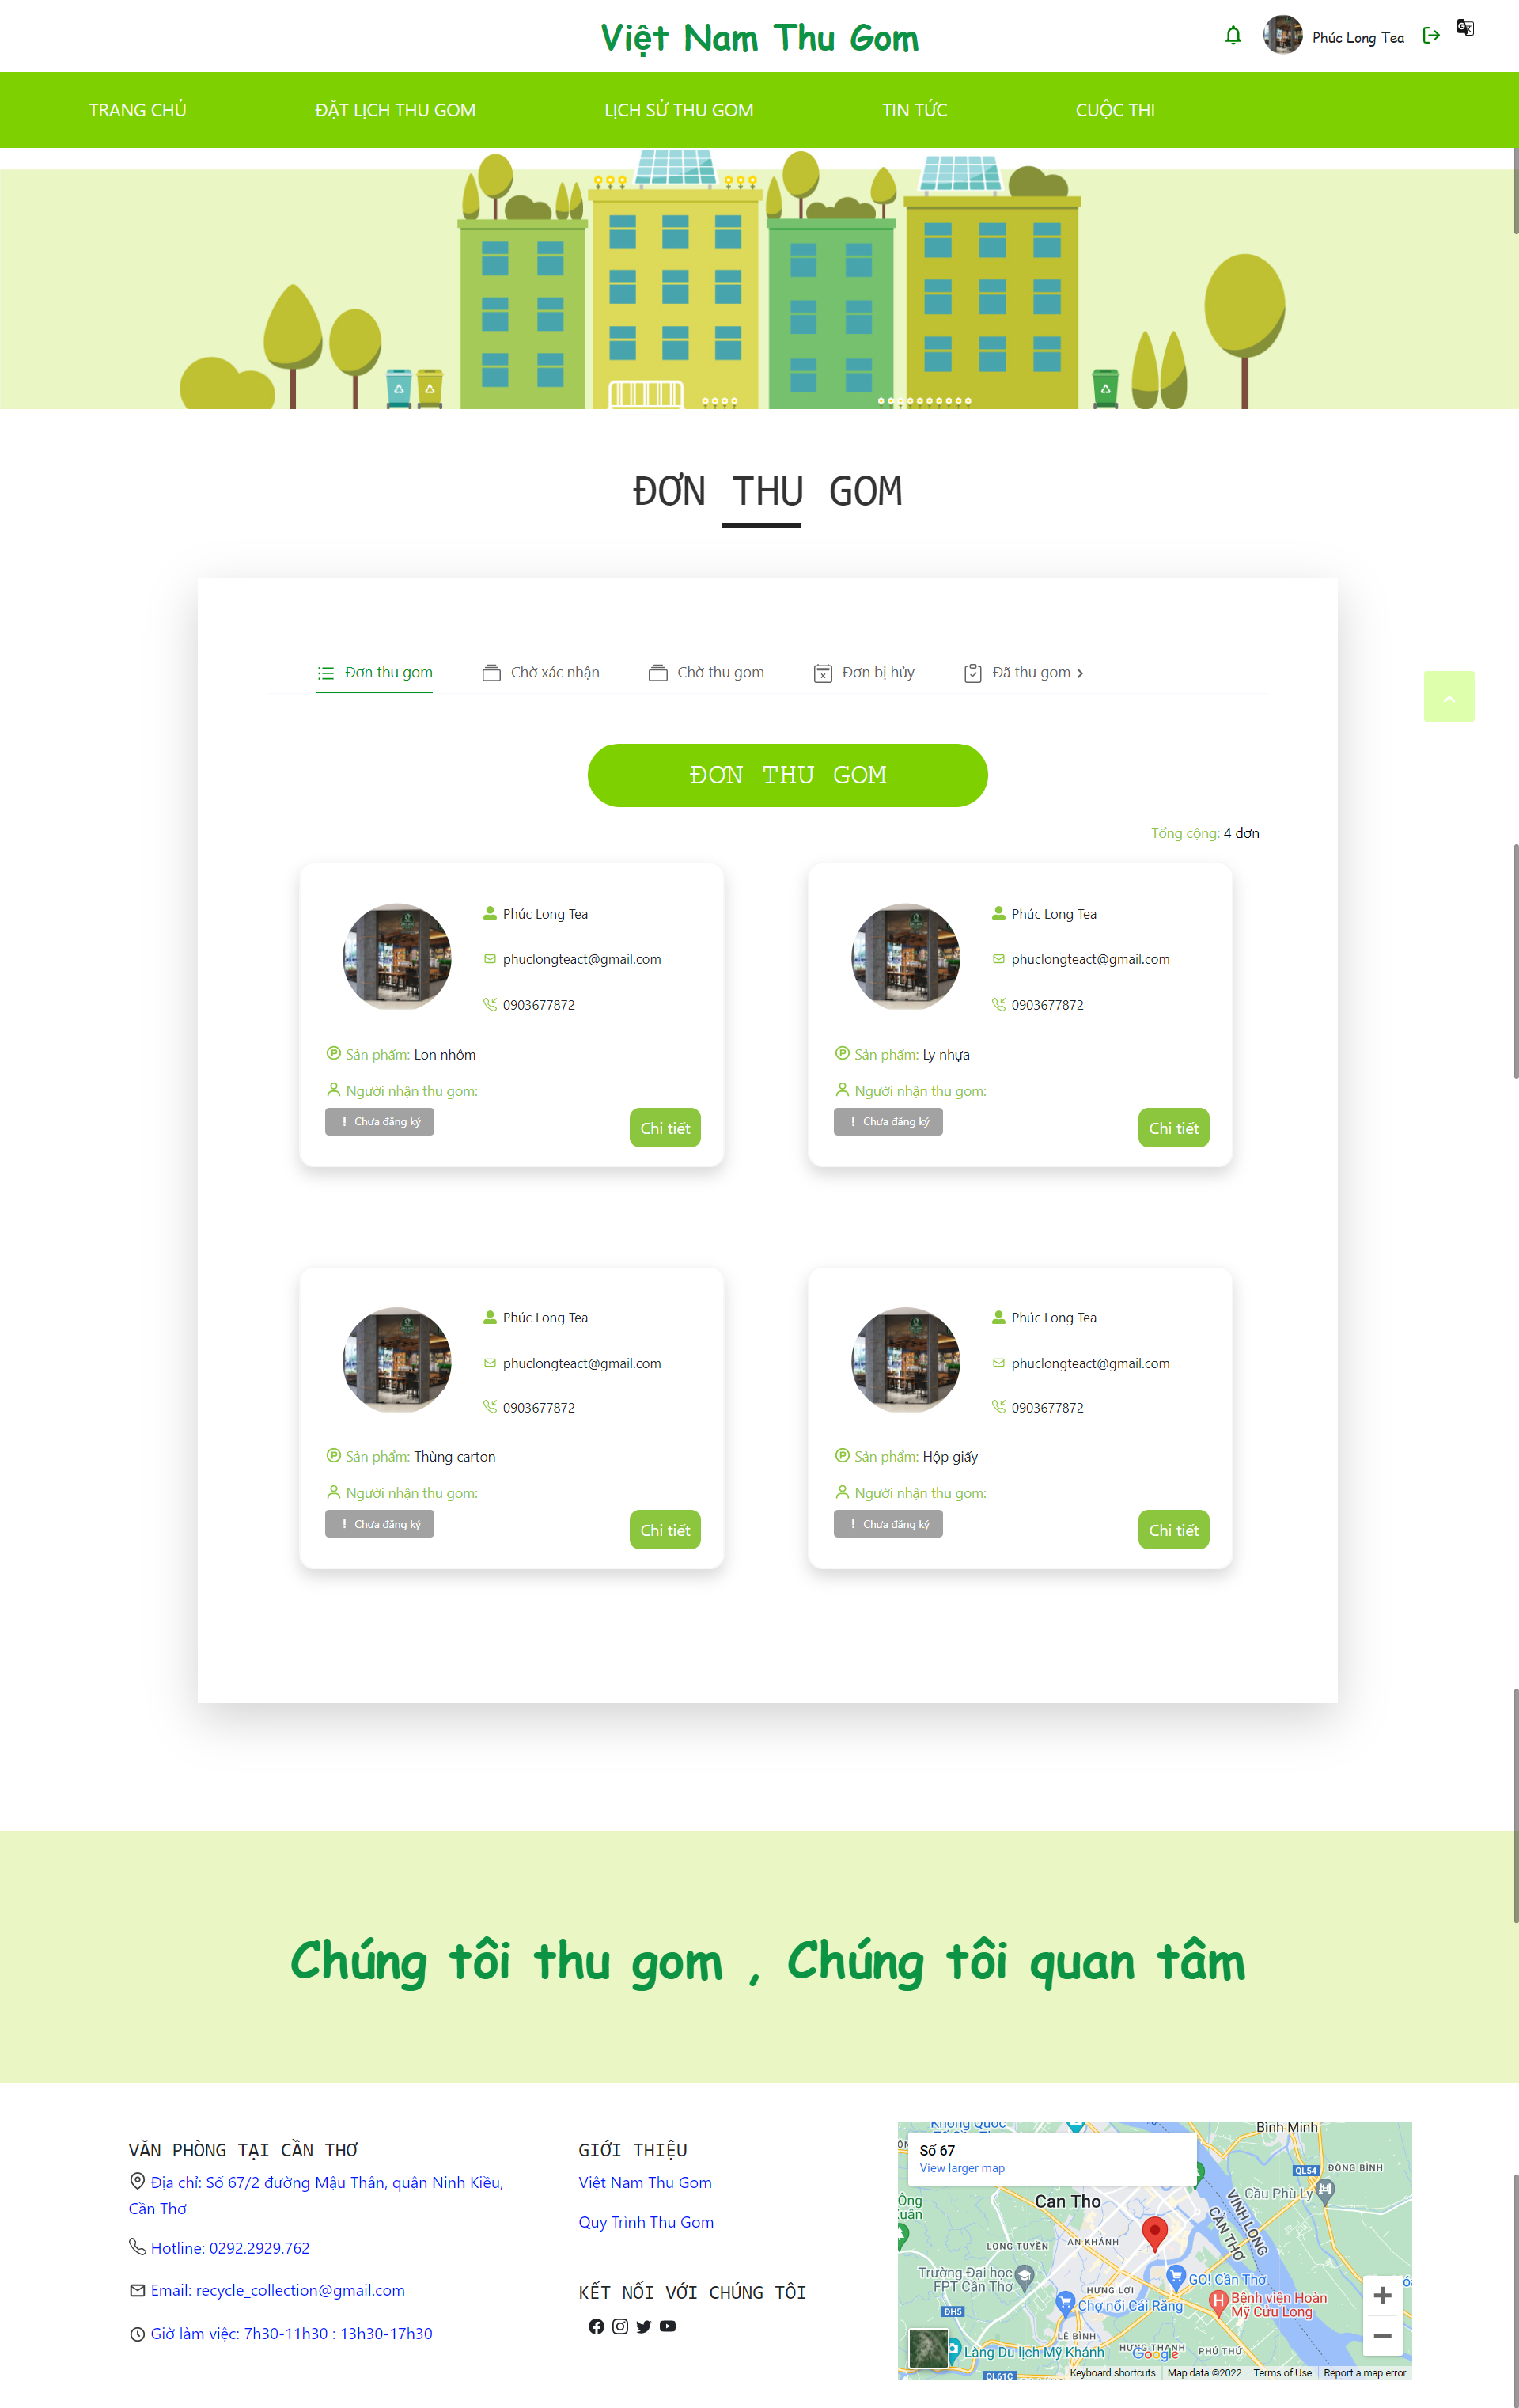 Việt Nam Thu Gom
Phúc Long Tea
TRANG CHỦ
ĐẶT LỊCH THU GOM
LỊCH SỬ THU GOM
TIN TỨC
CUỘC THI
ĐƠN THU GOM
Đơn thu gom
Chờ xác nhận
Chờ thu gom
Đơn bị hủy
Đã thu gom
ĐƠN THU GOM
Tổng cộng: 4 đơn
Phúc Long Tea
phuclongteact@gmail.com
0903677872
Sản phẩm: Lon nhôm
Người nhận thu gom:
! Chưa đăng ký
Chi tiết
Phúc Long Tea
phuclongteact@gmail.com
0903677872
Sản phẩm: Ly nhựa
Người nhận thu gom:
! Chưa đăng ký
Chi tiết
Phúc Long Tea
phuclongteact@gmail.com
0903677872
Sản phẩm: Thùng carton
Người nhận thu gom:
! Chưa đăng ký
Chi tiết
Phúc Long Tea
phuclongteact@gmail.com
0903677872
Sản phẩm: Hộp giấy
Người nhận thu gom:
! Chưa đăng ký
Chi tiết
Chúng tôi thu gom , Chúng tôi quan tâm
VĂN PHÒNG TẠI CẦN THƠ
Địa chỉ: Số 67/2 đường Mậu Thân, quận Ninh Kiều,
Cần Thơ
Hotline: 0292.2929.762
Email: recycle_collection@gmail.com
Giờ làm việc: 7h30-11h30 : 13h30-17h30
GIỚI THIỆU
Việt Nam Thu Gom
Quy Trình Thu Gom
KẾT NỐI VỚI CHÚNG TÔI
Số 67
View larger map
Bình Minh
QL54
ĐÔNG BÌNH
Cầu Phù Ly
Can Tho
VINH LONG
CẦN THƠ
LONG TUYỀN
AN KHÁNH
Trường Đại học
FPT Cần Thơ
HƯNG LỢI
GO! Cần Thơ
Chợ nổi Cái Răng
Bệnh viện Hoàn
Mỹ Cửu Long
ĐH5
LÊ BÌNH
Làng Du lịch Mỹ Khánh
HƯNG THẠNH
PHÚ THỨ
Google
QL61C
Keyboard shortcuts
Map data ©2022
Terms of Use
Report a map error